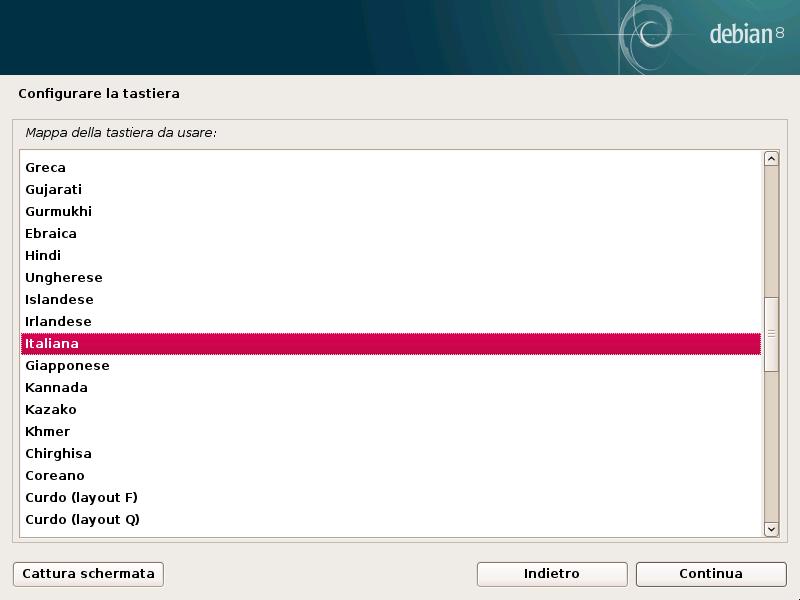 debian 8
Configurare la tastiera
Mappa della tastiera da usare:
Greca
Gujarati
Gurmukhi
Ebraica
Hindi
Ungherese
Islandese
Irlandese
Italiana
Giapponese
Kannada
Kazako
Khmer
Chirghisa
Coreano
Curdo (layout F)
Curdo (layout Q)
Cattura schermata
Indietro
Continua